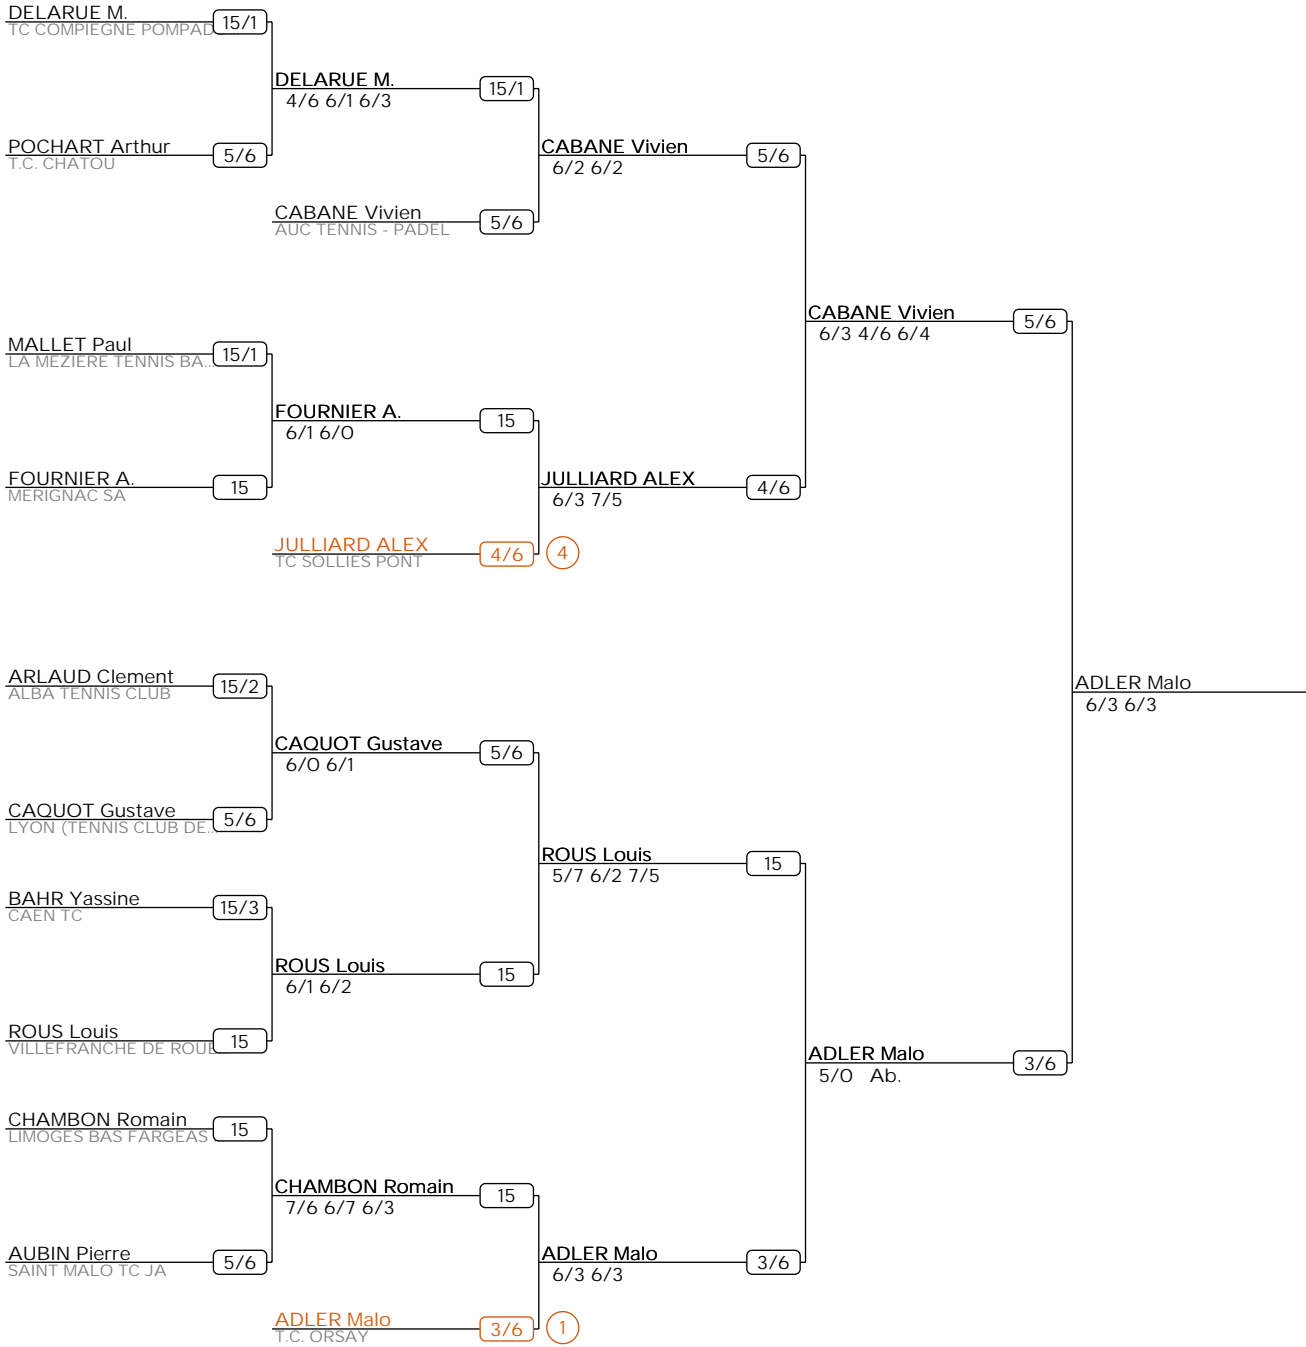 DELARUE M.
TC COMPIEGNE POMPAD
15/1
DELARUE M.
4/6 6/1 6/3
15/1
POCHART Arthur
T.C. CHATOU
5/6
CABANE Vivien
6/2 6/2
5/6
CABANE Vivien
AUC TENNIS - PADEL
5/6
CABANE Vivien
6/3 4/6 6/4
5/6
MALLET Paul
LA MEZIERE TENNIS BA...
15/1
FOURNIER A.
6/1 6/0
15
FOURNIER A.
MERIGNAC SA
15
JULLIARD ALEX
6/3 7/5
4/6
JULLIARD ALEX
TC SOLLIES PONT
4/6
4
ARLAUD Clement
ALBA TENNIS CLUB
15/2
ADLER Malo
6/3 6/3
CAQUOT Gustave
6/0 6/1
5/6
CAQUOT Gustave
LYON (TENNIS CLUB DE...
5/6
ROUS Louis
5/7 6/2 7/5
15
BAHR Yassine
CAEN TC
15/3
ROUS Louis
6/1 6/2
15
ROUS Louis
VILLEFRANCHE DE ROUE...
15
ADLER Malo
5/0 Ab.
3/6
CHAMBON Romain
LIMOGES BAS FARGEAS
15
CHAMBON Romain
7/6 6/7 6/3
15
AUBIN Pierre
SAINT MALO TC JA
5/6
ADLER Malo
6/3 6/3
3/6
ADLER Malo
T.C. ORSAY
3/6
1